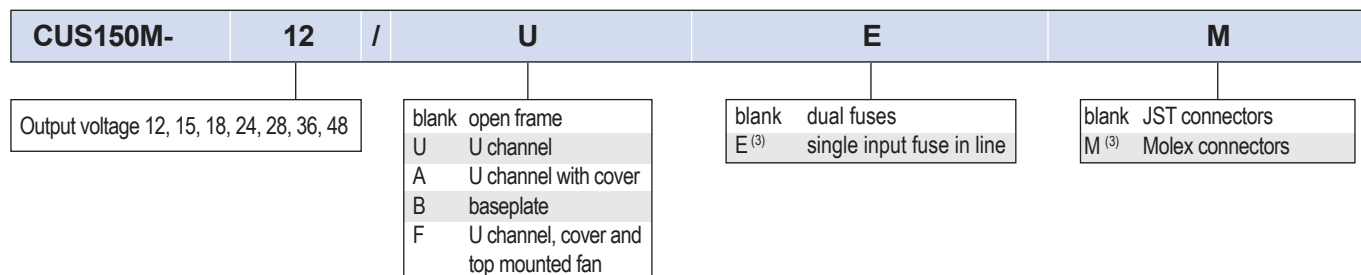 CUS150M- 12 / U E M
Output voltage 12, 15, 18, 24, 28, 36, 48
blank open frame
U U channel
A U channel with cover
B baseplate
F U channel, cover and
top mounted fan
blank dual fuses
E (3) single input fuse in line
blank JST connectors
M (3) Molex connectors